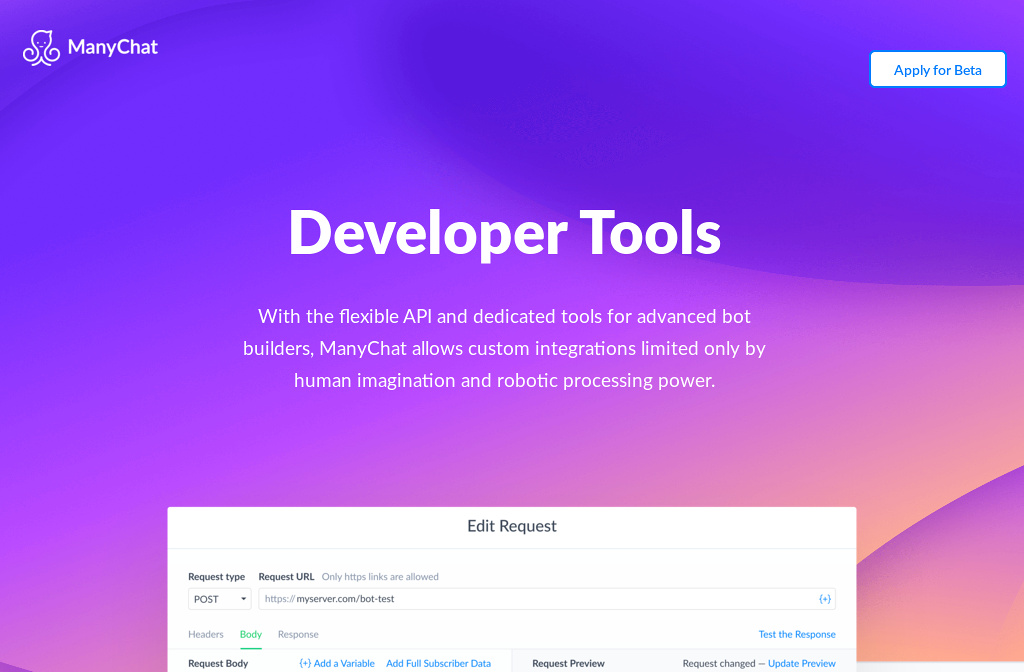 ManyChat
Apply for Beta
Developer Tools
With the flexible API and dedicated tools for advanced bot
builders, ManyChat allows custom integrations limited only by
human imagination and robotic processing power.
Edit Request
Request type Request URL Only https links are allowed
POST https:// myserver.com/bot-test {+}
Headers Body Response Test the Response
Request Body {+} Add a Variable Add Full Subscriber Data Request Preview Request changed — Update Preview